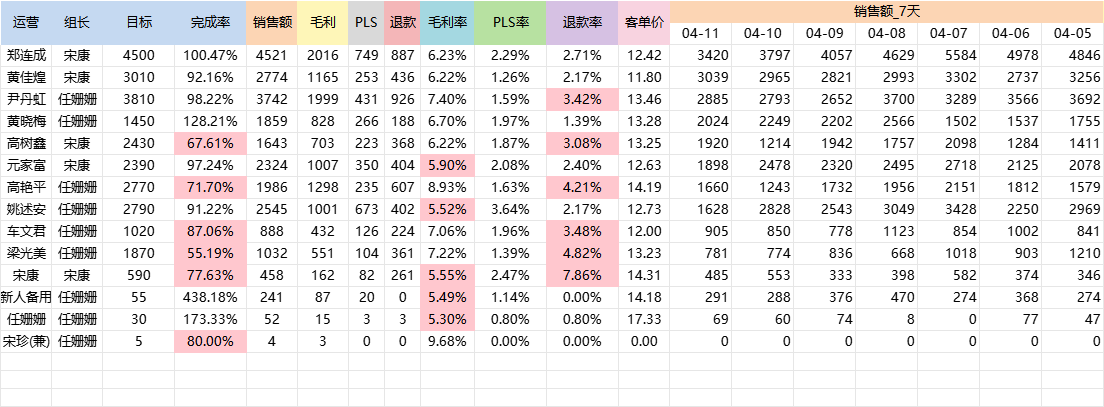 运营 组长 目标 完成率 销售额 毛利 PLS 退款 毛利率 PLS率 退款率 客单价 销售额_7天
04-11 04-10 04-09 04-08 04-07 04-06 04-05
郑连成 宋康 4500 100.47% 4521 2016 749 887 6.23% 2.29% 2.71% 12.42 3420 3797 4057 4629 5584 4978 4846
黄佳煌 宋康 3010 92.16% 2774 1165 253 436 6.22% 1.26% 2.17% 11.80 3039 2965 2821 2993 3302 2737 3256
尹丹虹 任姗姗 3810 98.22% 3742 1999 431 926 7.40% 1.59% 3.42% 13.46 2885 2793 2652 3700 3289 3566 3692
黄晓梅 任姗姗 1450 128.21% 1859 828 266 188 6.70% 1.97% 1.39% 13.28 2024 2249 2202 2566 1502 1537 1755
高树鑫 宋康 2430 67.61% 1643 703 223 368 6.22% 1.87% 3.08% 13.25 1920 1214 1942 1757 2098 1284 1411
元家富 宋康 2390 97.24% 2324 1007 350 404 5.90% 2.08% 2.40% 12.63 1898 2478 2320 2495 2718 2125 2078
高艳平 任姗姗 2770 71.70% 1986 1298 235 607 8.93% 1.63% 4.21% 14.19 1660 1243 1732 1956 2151 1812 1579
姚述安 任姗姗 2790 91.22% 2545 1001 673 402 5.52% 3.64% 2.17% 12.73 1628 2828 2543 3049 3428 2250 2969
车文君 任姗姗 1020 87.06% 888 432 126 224 7.06% 1.96% 3.48% 12.00 905 850 778 1123 854 1002 841
梁光美 任姗姗 1870 55.19% 1032 551 104 361 7.22% 1.39% 4.82% 13.23 781 774 836 668 1018 903 1210
宋康 宋康 590 77.63% 458 162 82 261 5.55% 2.47% 7.86% 14.31 485 553 333 398 582 374 346
新人备用 任姗姗 55 438.18% 241 87 20 0 5.49% 1.14% 0.00% 14.18 291 288 376 470 274 368 274
任姗姗 任姗姗 30 173.33% 52 15 3 3 5.30% 0.80% 0.80% 17.33 69 60 74 8 0 77 47
宋珍(兼) 任姗姗 5 80.00% 4 3 0 0 9.68% 0.00% 0.00% 0.00 0 0 0 0 0 0 0